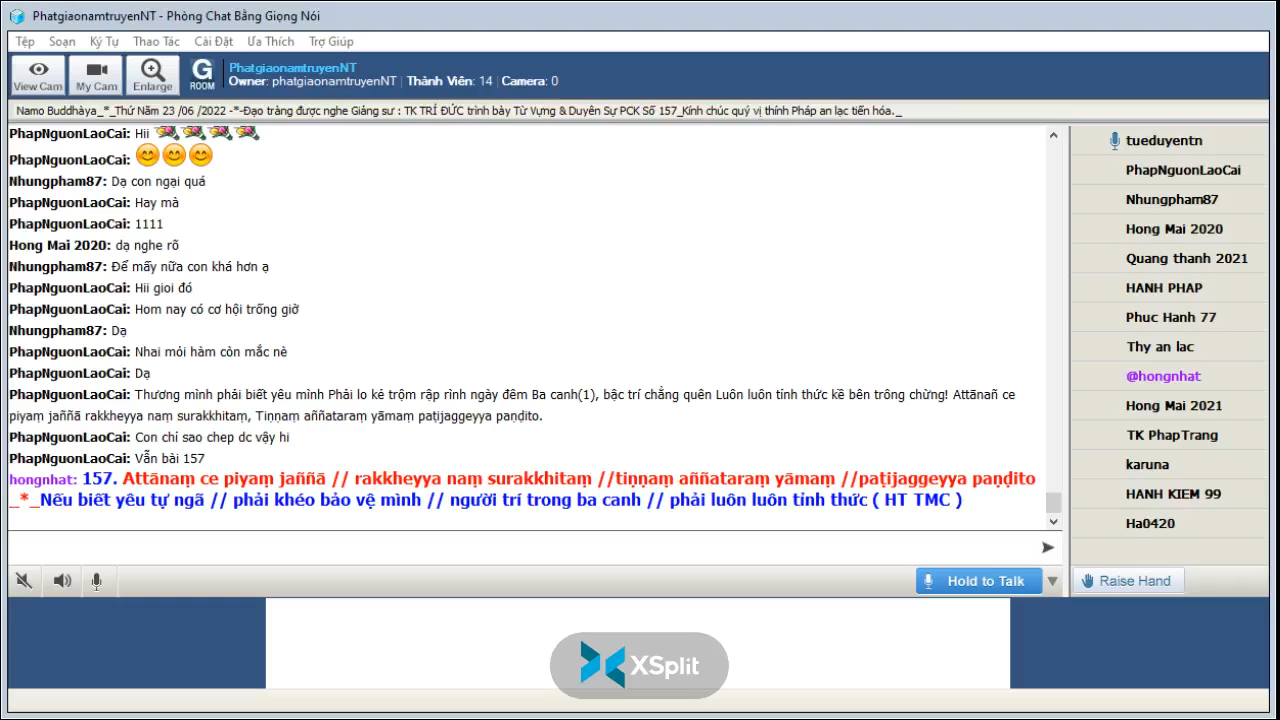 PhatgiaonamtruyenNT - Phòng Chat Bằng Giọng Nói
Tệp Soạn Ký Tự Thao Tác Cài Đặt Ưa Thích Trợ Giúp
View Cam My Cam Enlarge G ROOM
PhatgiaonamtruyenNT
Owner: phatgiaonamtruyenNT | Thành Viên: 14 | Camera: 0
Namo Buddhàya_*_Thứ Năm 23 /06 /2022 -*-Đạo tràng được nghe Giảng sư : TK TRÍ ĐỨC trình bày Từ Vựng & Duyên Sự PCK Số 157_Kính chúc quý vị thính Pháp an lạc tiến hóa._
PhapNguonLaoCai: Hii
PhapNguonLaoCai:
Nhungpham87: Dạ con ngại quá
PhapNguonLaoCai: Hay mà
PhapNguonLaoCai: 1111
Hong Mai 2020: dạ nghe rõ
Nhungpham87: Để mấy nữa con khá hơn ạ
PhapNguonLaoCai: Hii gioi đó
PhapNguonLaoCai: Hom nay có cơ hội trống giờ
Nhungpham87: Dạ
PhapNguonLaoCai: Nhai mỏi hàm còn mắc nè
PhapNguonLaoCai: Dạ
PhapNguonLaoCai: Thương mình phải biết yêu mình Phải lo kẻ trộm rập rình ngày đêm Ba canh(1), bậc trí chẳng quên Luôn luôn tỉnh thức kề bên trông chừng! Attānañ ce
piyaṃ jaññā rakkheyya naṃ surakkhitaṃ, Tiṇṇaṃ aññataraṃ yāmaṃ paṭijaggeyya paṇḍito.
PhapNguonLaoCai: Con chỉ sao chep dc vậy hi
PhapNguonLaoCai: Vẫn bài 157
hongnhat: 157. Attānaṃ ce piyaṃ jaññā // rakkheyya naṃ surakkhitaṃ //tiṇṇaṃ aññataraṃ yāmaṃ //paṭijaggeyya paṇḍito
_*_Nếu biết yêu tự ngã // phải khéo bảo vệ mình // người trí trong ba canh // phải luôn luôn tỉnh thức ( HT TMC )
tueduyentn
PhapNguonLaoCai
Nhungpham87
Hong Mai 2020
Quang thanh 2021
HANH PHAP
Phuc Hanh 77
Thy an lac
@hongnhat
Hong Mai 2021
TK PhapTrang
karuna
HANH KIEM 99
Ha0420
Hold to Talk
Raise Hand
XSplit